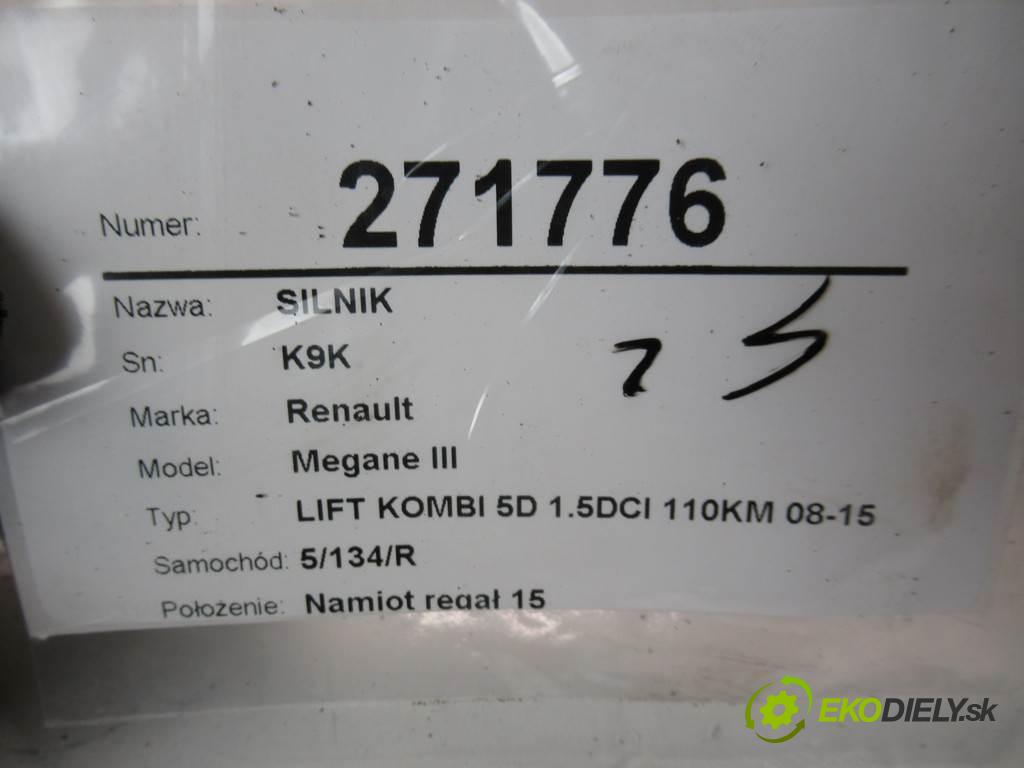 Numer: 271776
Nazwa: SILNIK
Sn: K9K
Marka: Renault
Model: Megane III
Typ: LIFT KOMBI 5D 1.5DCI 110KM 08-15
Samochód: 5/134/R
Położenie: Namiot regał 15
EKODIELY.sk